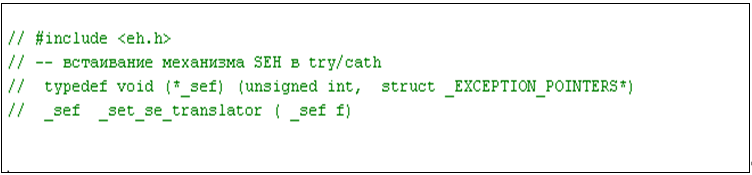 // #include <eh.h>
// -- встаивание механизма SEH в try/cath
// typedef void (*_sef) (unsigned int, struct _EXCEPTION_POINTERS*)
// _sef _set_se_translator ( _sef f)